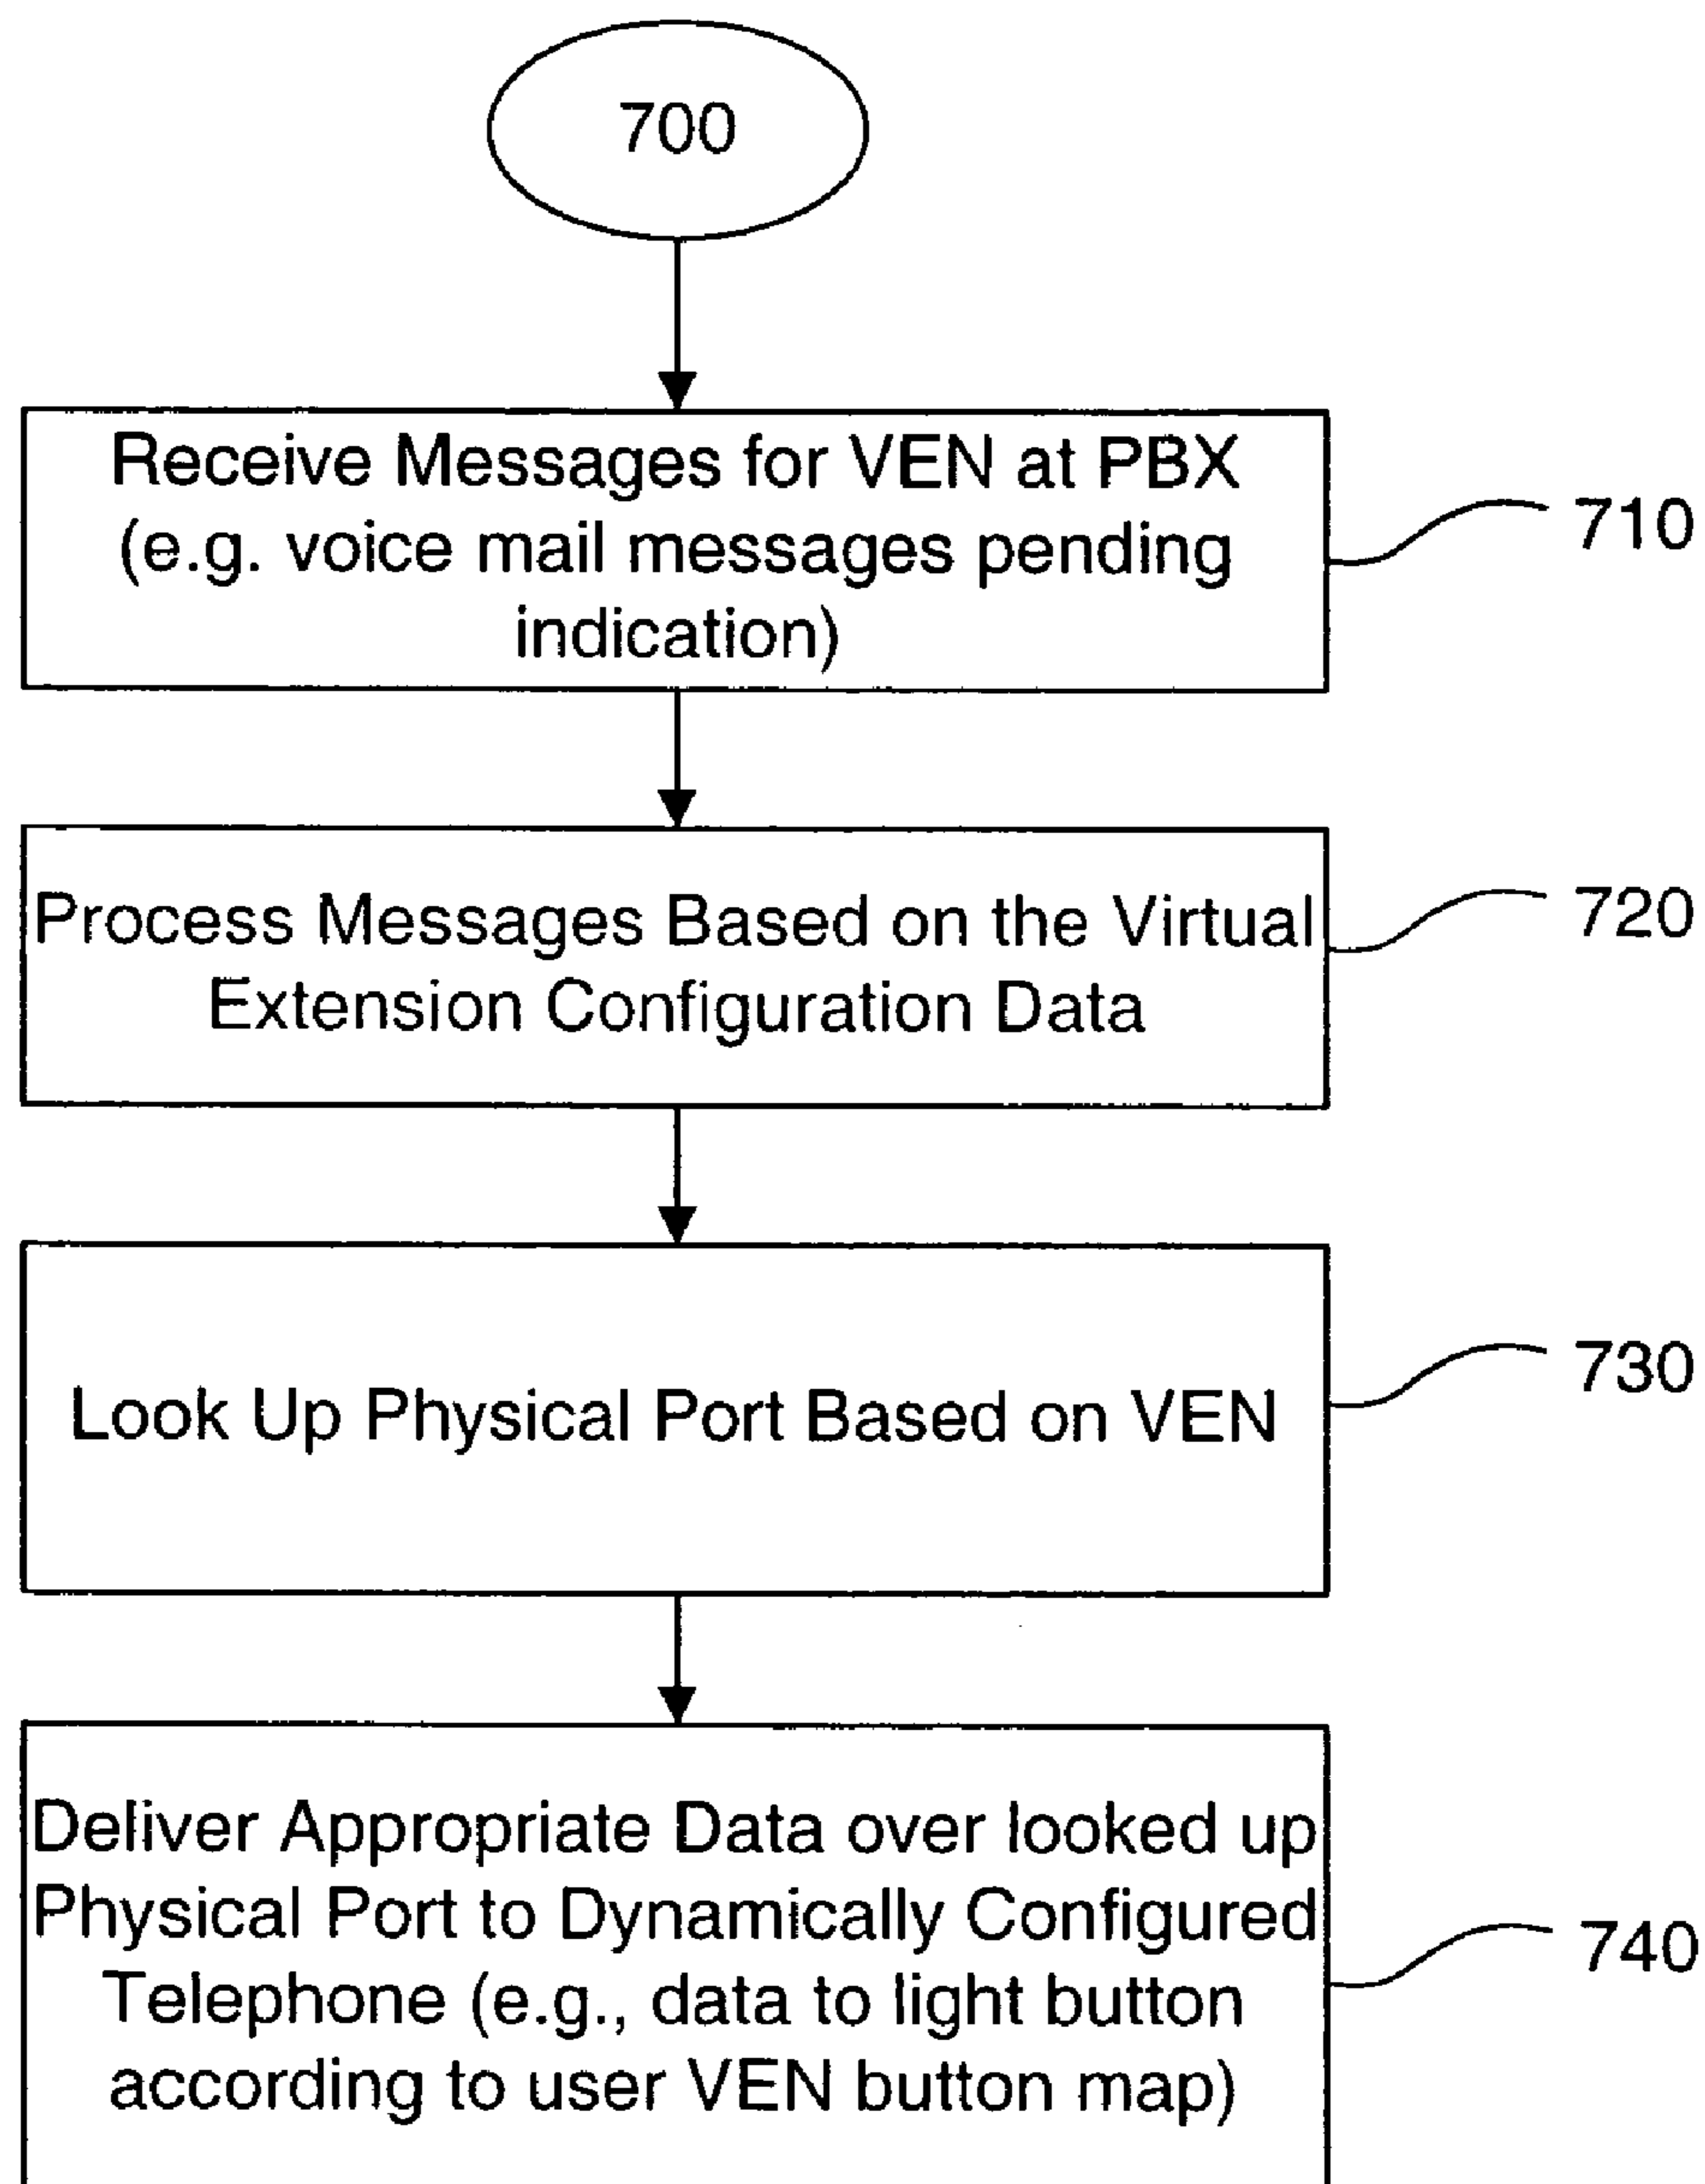 700
Receive Messages for VEN at PBX
(e.g. voice mail messages pending
indication)
710
Process Messages Based on the Virtual
Extension Configuration Data
720
Look Up Physical Port Based on VEN
730
Deliver Appropriate Data over looked up
Physical Port to Dynamically Configured
Telephone (e.g., data to light button
according to user VEN button map)
740